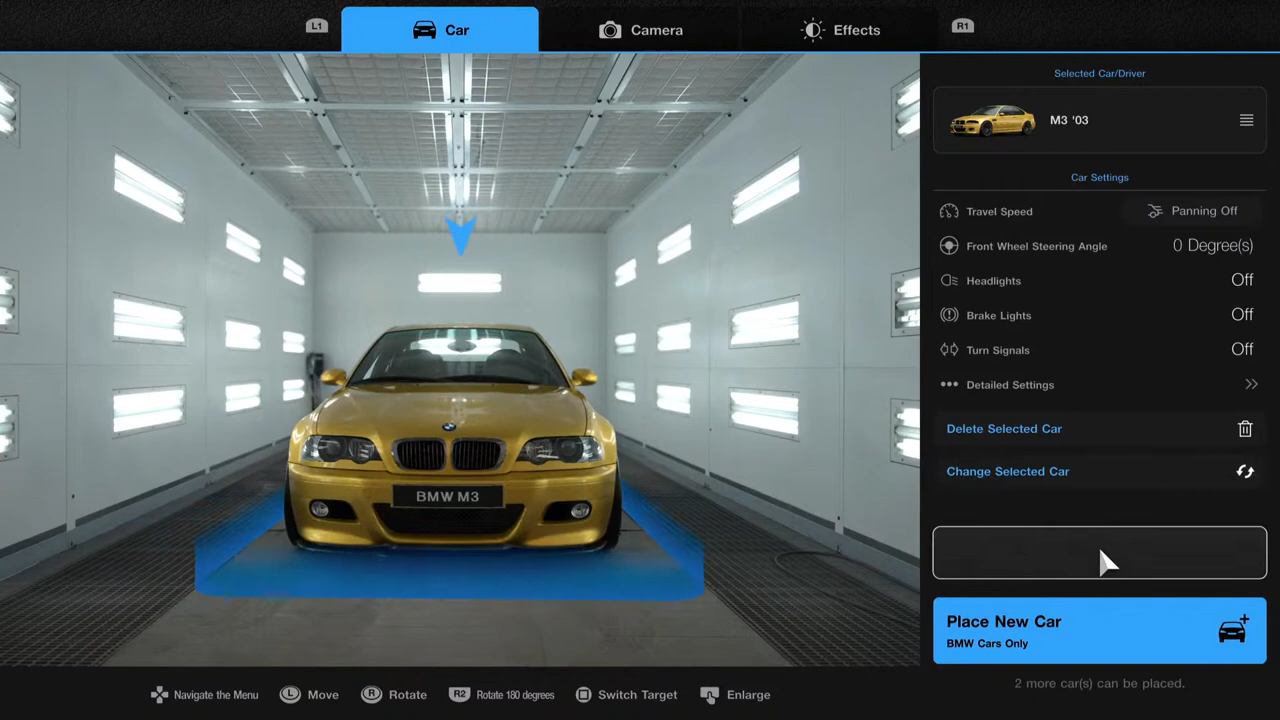 L1
Car
Camera
Effects
R1
Selected Car/Driver
M3 '03
Car Settings
Travel Speed
Panning Off
Front Wheel Steering Angle
0 Degree(s)
Headlights
Off
Brake Lights
Off
Turn Signals
Off
Detailed Settings
Delete Selected Car
Change Selected Car
BMW M3
Place New Car
BMW Cars Only
2 more car(s) can be placed.
Navigate the Menu
L
Move
R
Rotate
R2
Rotate 180 degrees
Switch Target
Enlarge